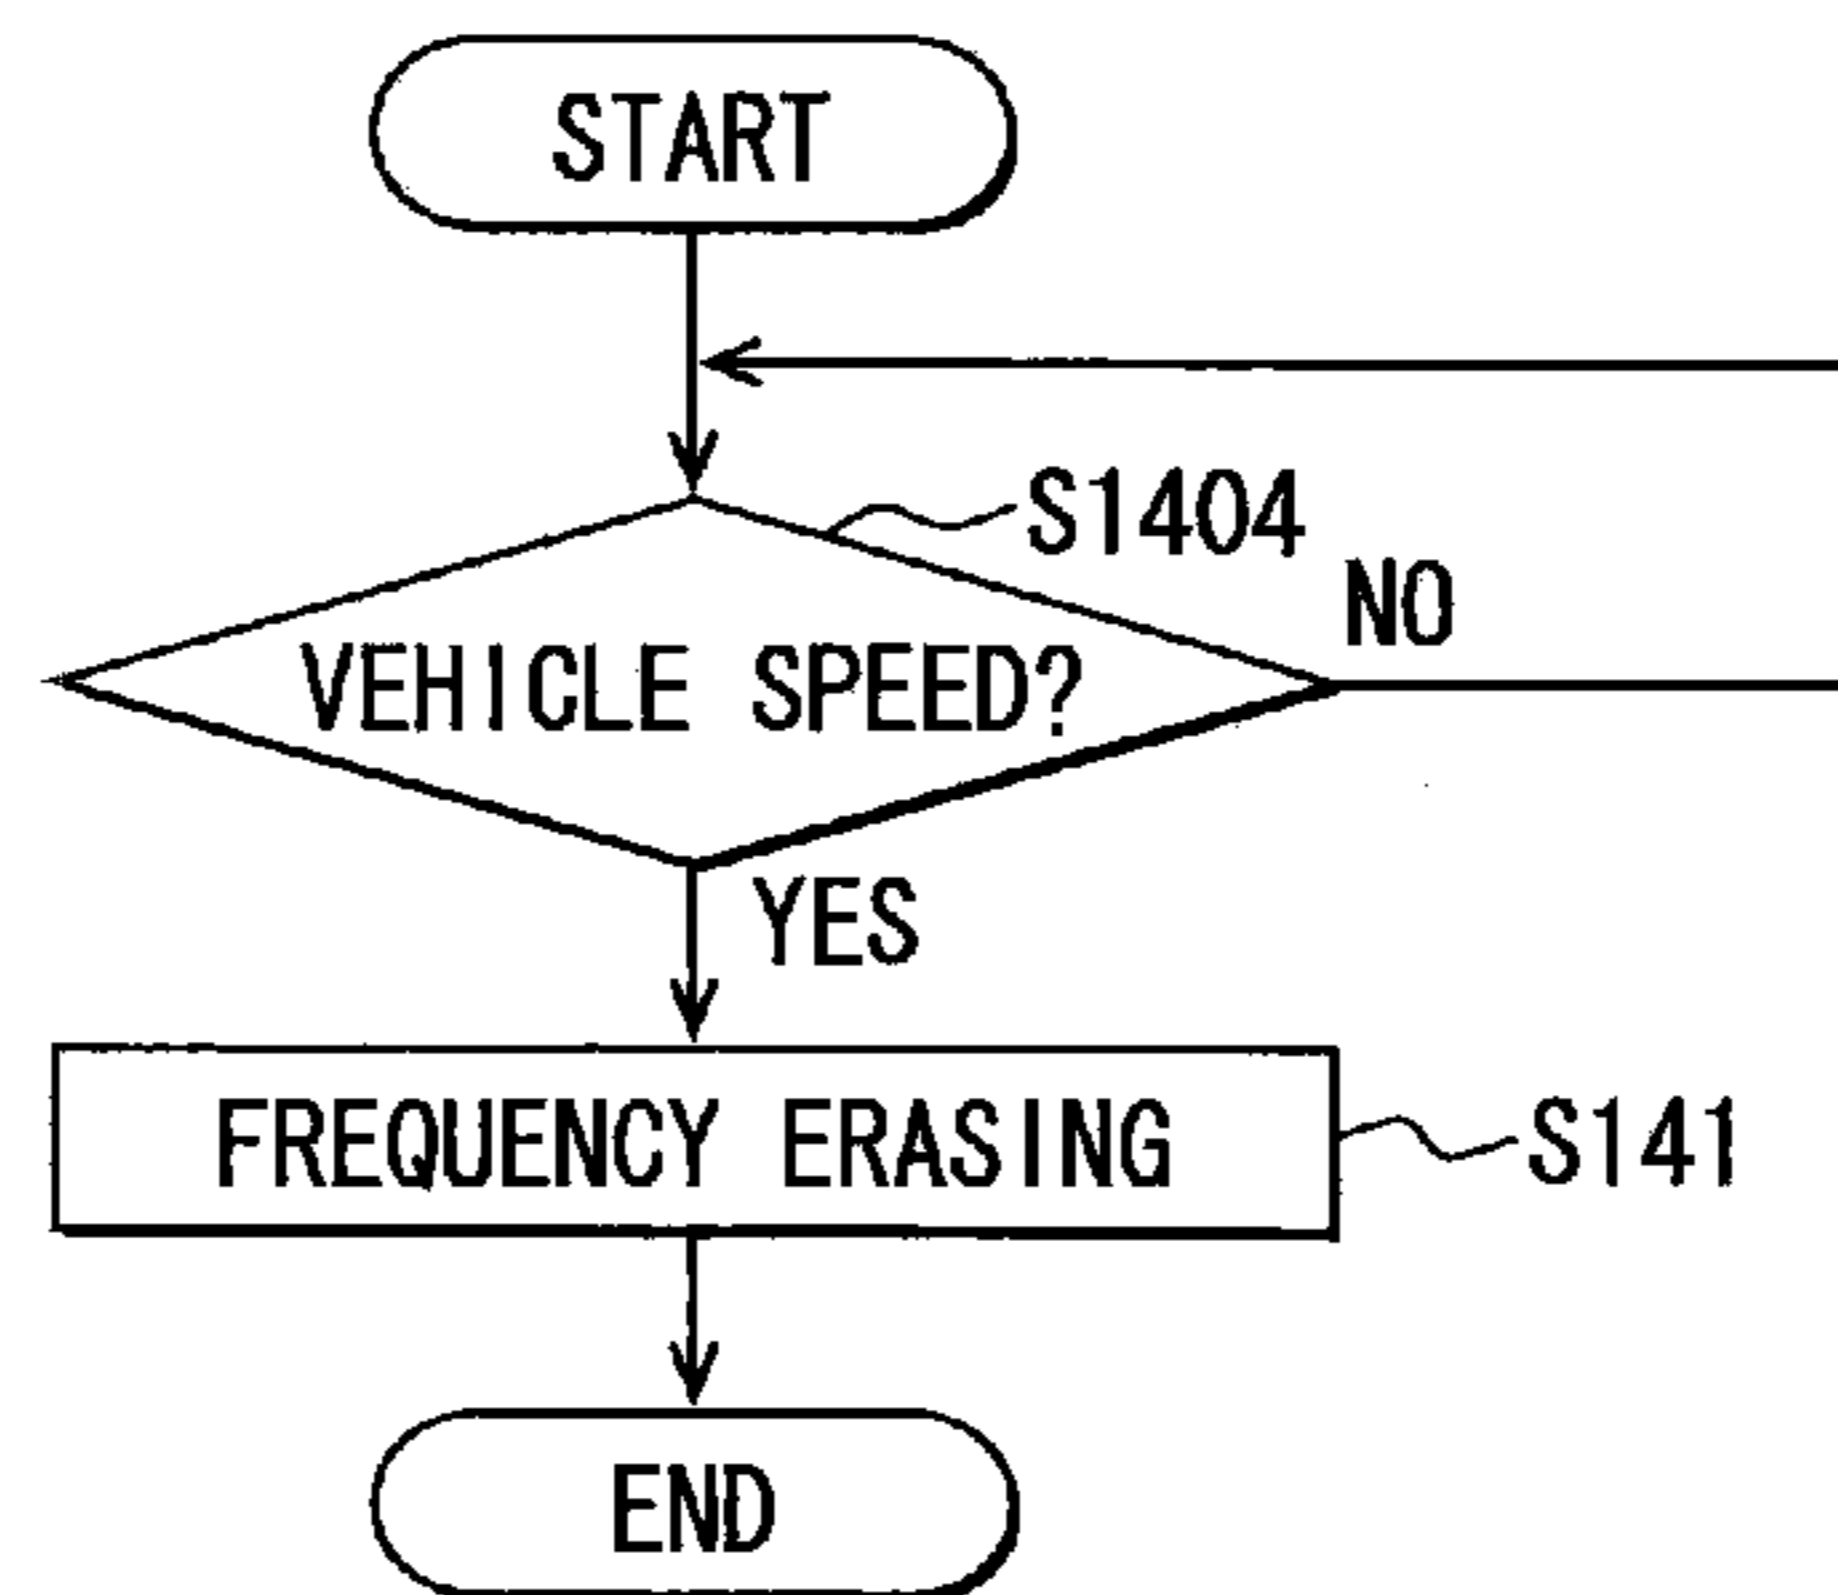 START
S1404
NO
VEHICLE SPEED?
YES
FREQUENCY ERASING
S141
END